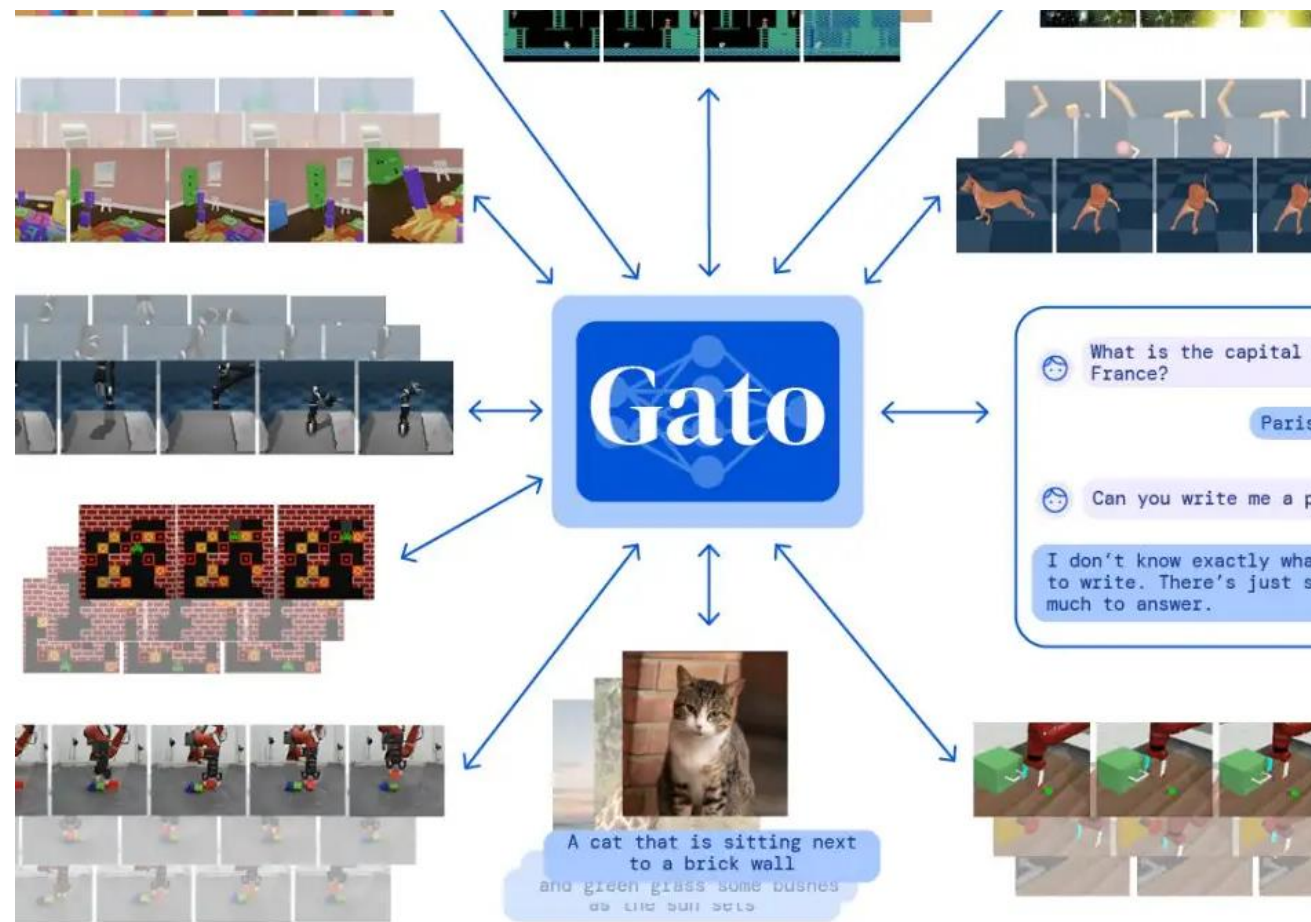 Gato
What is the capital
France?
Paris
Can you write me a p
I don't know exactly wha
to write. There's just s
much to answer.
A cat that is sitting next
to a brick wall
and green grass some bushes
as the sun sets